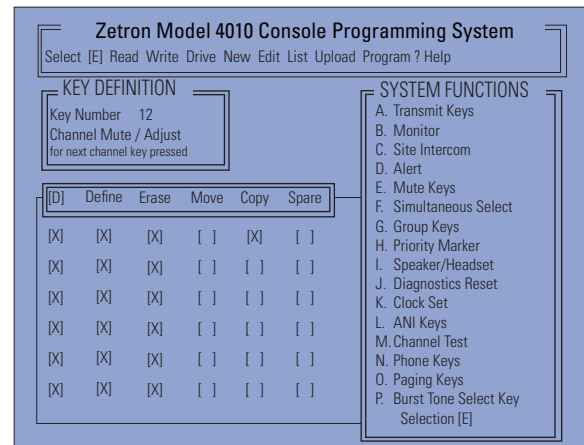 Zetron Model 4010 Console Programming System
Select [E] Read Write Drive New Edit List Upload Program ? Help
KEY DEFINITION
Key Number 12
Channel Mute / Adjust
for next channel key pressed
[D] Define Erase Move Copy Spare
[X] [X] [X] [ ] [X] [ ]
[X] [X] [X] [ ] [ ] [ ]
[X] [X] [X] [ ] [ ] [ ]
[X] [X] [X] [ ] [ ] [ ]
[X] [X] [X] [ ] [ ] [ ]
[X] [X] [X] [ ] [ ] [ ]
SYSTEM FUNCTIONS
A. Transmit Keys
B. Monitor
C. Site Intercom
D. Alert
E. Mute Keys
F. Simultaneous Select
G. Group Keys
H. Priority Marker
I. Speaker/Headset
J. Diagnostics Reset
K. Clock Set
L. ANI Keys
M. Channel Test
N. Phone Keys
O. Paging Keys
P. Burst Tone Select Key
Selection [E]